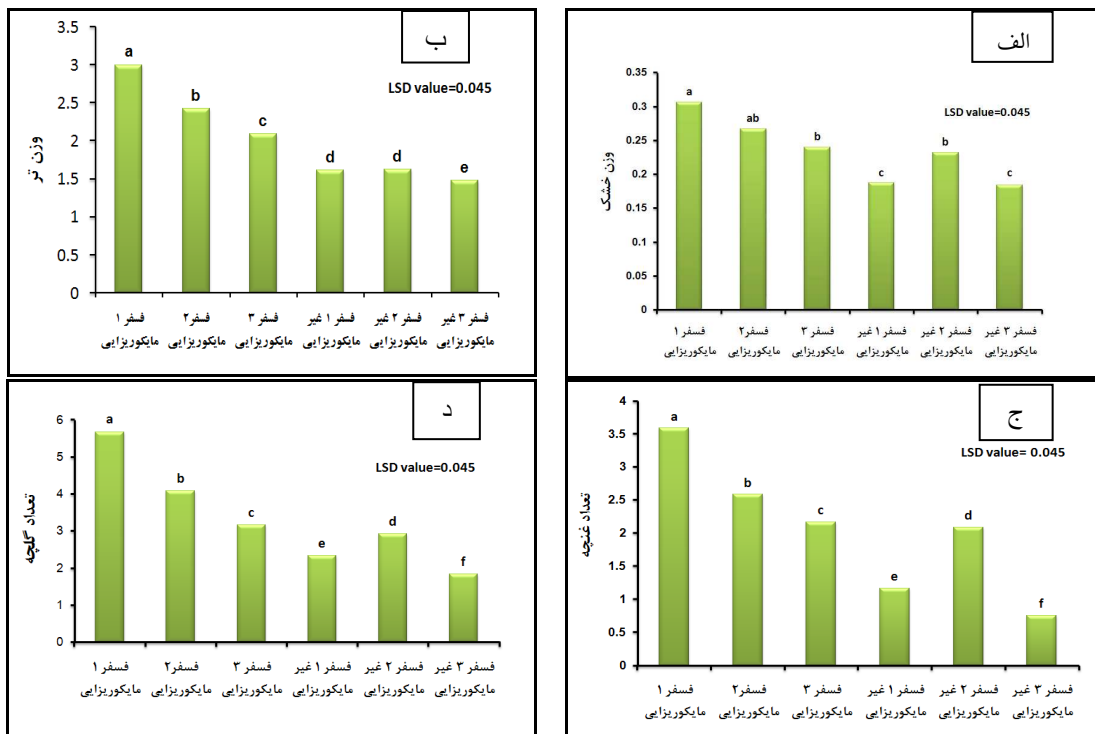 الف
LSD value=0.045
وزن خشک
0.35
0.3
0.25
0.2
0.15
0.1
0.05
0
a
ab
b
c
b
c
فسفر ۱ مایکوریزایی
فسفر۲ مایکوریزایی
فسفر ۳ مایکوریزایی
فسفر ۱ غیر مایکوریزایی
فسفر ۲ غیر مایکوریزایی
فسفر ۳ غیر مایکوریزایی
ب
LSD value=0.045
وزن تر
3.5
3
2.5
2
1.5
1
0.5
0
a
b
c
d
d
e
فسفر ۱ مایکوریزایی
فسفر۲ مایکوریزایی
فسفر ۳ مایکوریزایی
فسفر ۱ غیر مایکوریزایی
فسفر ۲ غیر مایکوریزایی
فسفر ۳ غیر مایکوریزایی
ج
LSD value= 0.045
تعداد غنچه
4
3.5
3
2.5
2
1.5
1
0.5
0
a
b
c
e
d
f
فسفر ۱ مایکوریزایی
فسفر۲ مایکوریزایی
فسفر ۳ مایکوریزایی
فسفر ۱ غیر مایکوریزایی
فسفر ۲ غیر مایکوریزایی
فسفر ۳ غیر مایکوریزایی
د
LSD value=0.045
تعداد گلچه
6
5
4
3
2
1
0
a
b
c
e
d
f
فسفر ۱ مایکوریزایی
فسفر۲ مایکوریزایی
فسفر ۳ مایکوریزایی
فسفر ۱ غیر مایکوریزایی
فسفر ۲ غیر مایکوریزایی
فسفر ۳ غیر مایکوریزایی